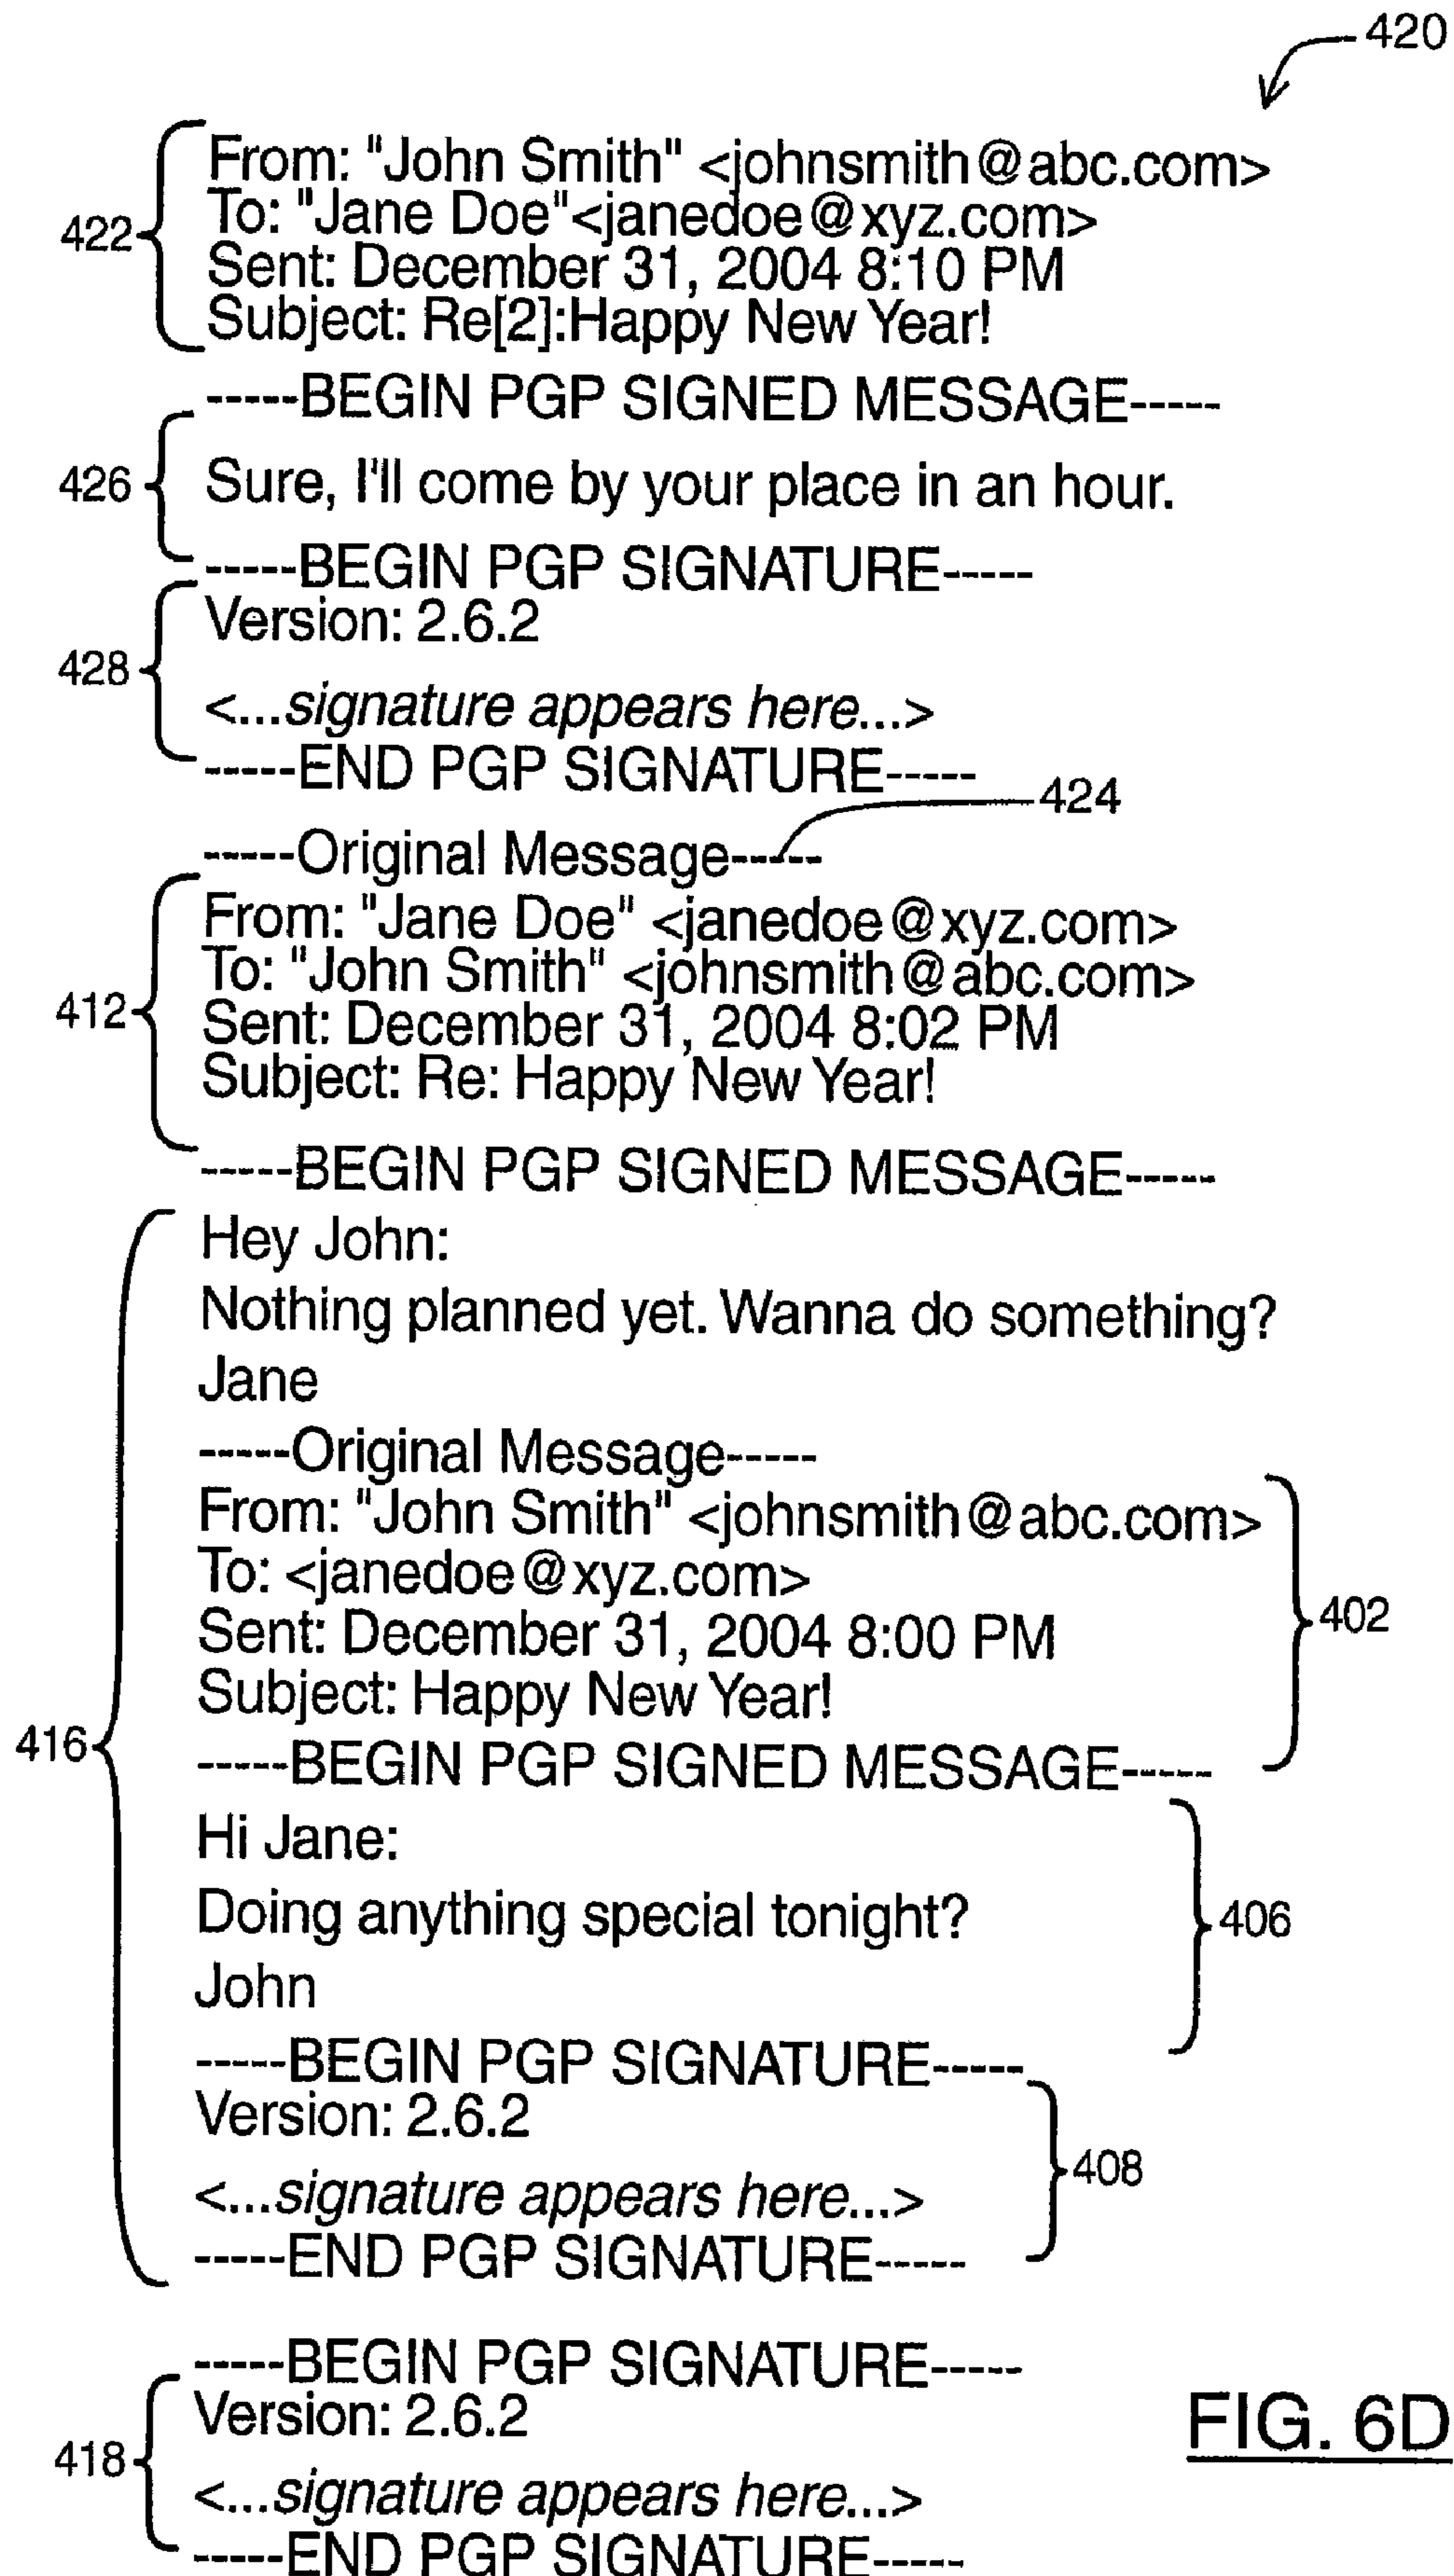 420
From: "John Smith" <johnsmith@abc.com>
To: "Jane Doe"<janedoe@xyz.com>
422
Sent: December 31, 2004 8:10 PM
Subject: Re[2]:Happy New Year!
-----BEGIN PGP SIGNED MESSAGE-----
426
Sure, I'll come by your place in an hour.
-----BEGIN PGP SIGNATURE-----
Version: 2.6.2
428
<...signature appears here...>
-----END PGP SIGNATURE-----
424
-----Original Message-----
From: "Jane Doe" <janedoe@xyz.com>
To: "John Smith" <johnsmith@abc.com>
412
Sent: December 31, 2004 8:02 PM
Subject: Re: Happy New Year!
-----BEGIN PGP SIGNED MESSAGE-----
Hey John:
Nothing planned yet. Wanna do something?
Jane
-----Original Message-----
From: "John Smith" <johnsmith@abc.com>
To: <janedoe@xyz.com>
402
Sent: December 31, 2004 8:00 PM
Subject: Happy New Year!
416
-----BEGIN PGP SIGNED MESSAGE-----
Hi Jane:
Doing anything special tonight?
406
John
-----BEGIN PGP SIGNATURE-----
Version: 2.6.2
408
<...signature appears here...>
-----END PGP SIGNATURE-----
-----BEGIN PGP SIGNATURE-----
Version: 2.6.2
FIG. 6D
418
<...signature appears here...>
-----END PGP SIGNATURE-----